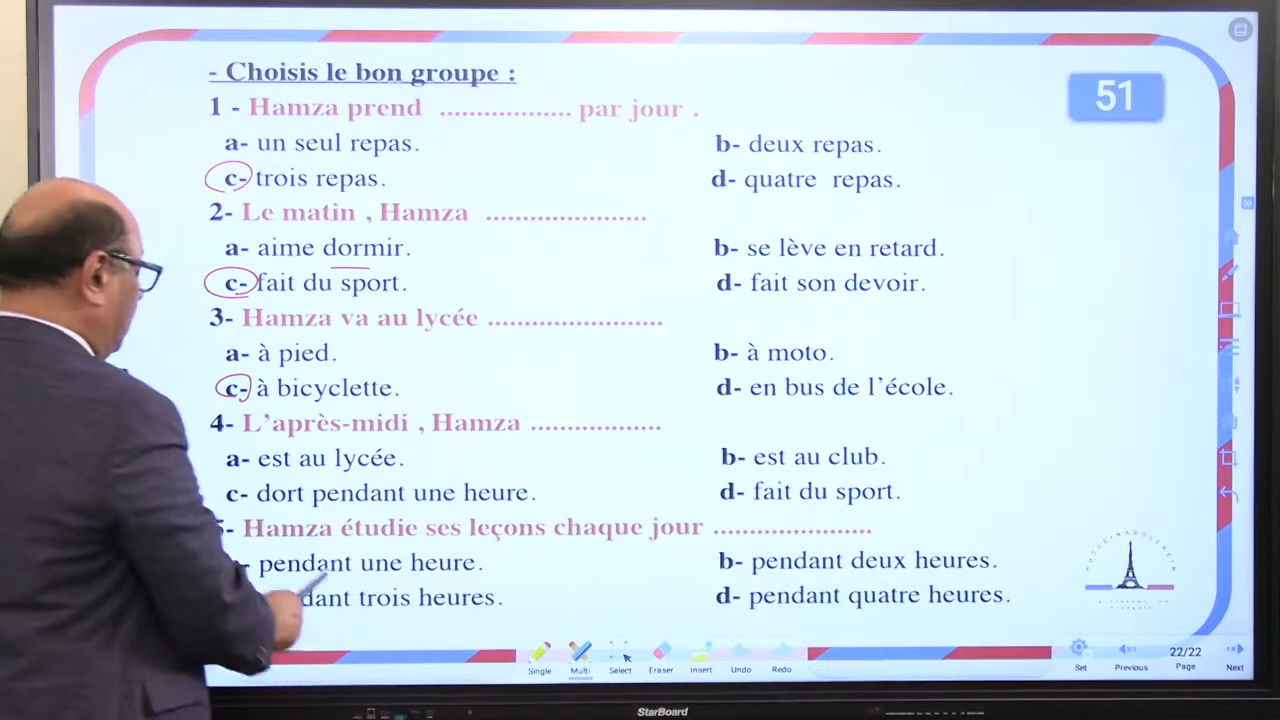 - Choisis le bon groupe :
51
1 - Hamza prend .................. par jour .
a- un seul repas. b- deux repas.
c- trois repas. d- quatre repas.
2- Le matin , Hamza ......................
a- aime dormir. b- se lève en retard.
c- fait du sport. d- fait son devoir.
3- Hamza va au lycée ........................
a- à pied. b- à moto.
c- à bicyclette. d- en bus de l'école.
4- L'après-midi , Hamza ..................
a- est au lycée. b- est au club.
c- dort pendant une heure. d- fait du sport.
5- Hamza étudie ses leçons chaque jour ......................
pendant une heure. b- pendant deux heures.
dant trois heures. d- pendant quatre heures.
Single Multi Select Eraser Insert Undo Redo
Set Previous 22/22 Page Next
StarBoard